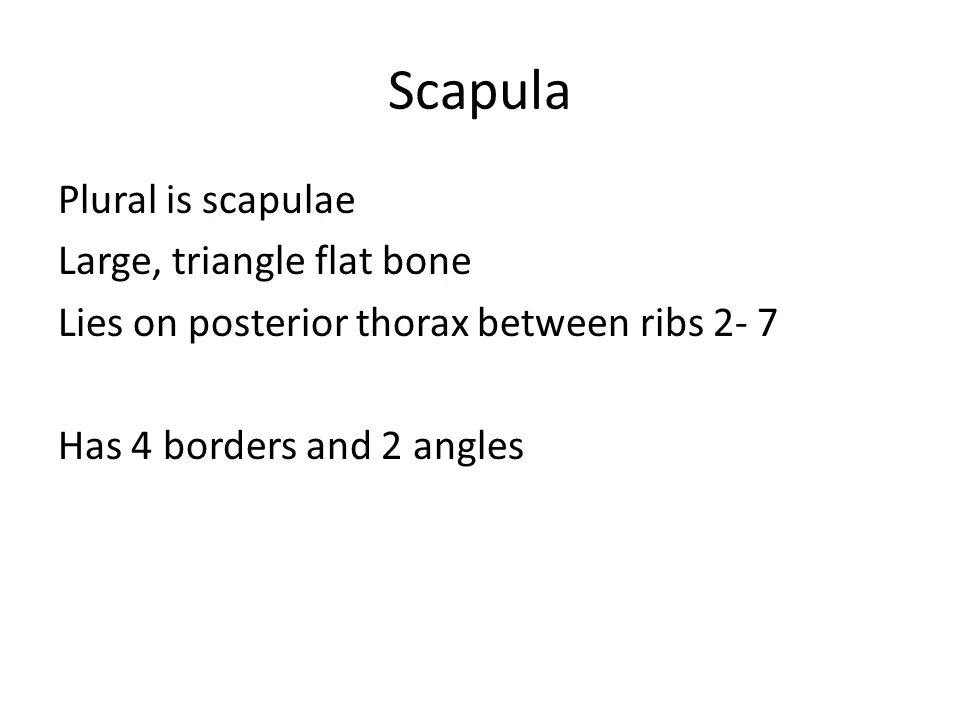 Scapula
Plural is scapulae
Large, triangle flat bone
Lies on posterior thorax between ribs 2- 7
Has 4 borders and 2 angles